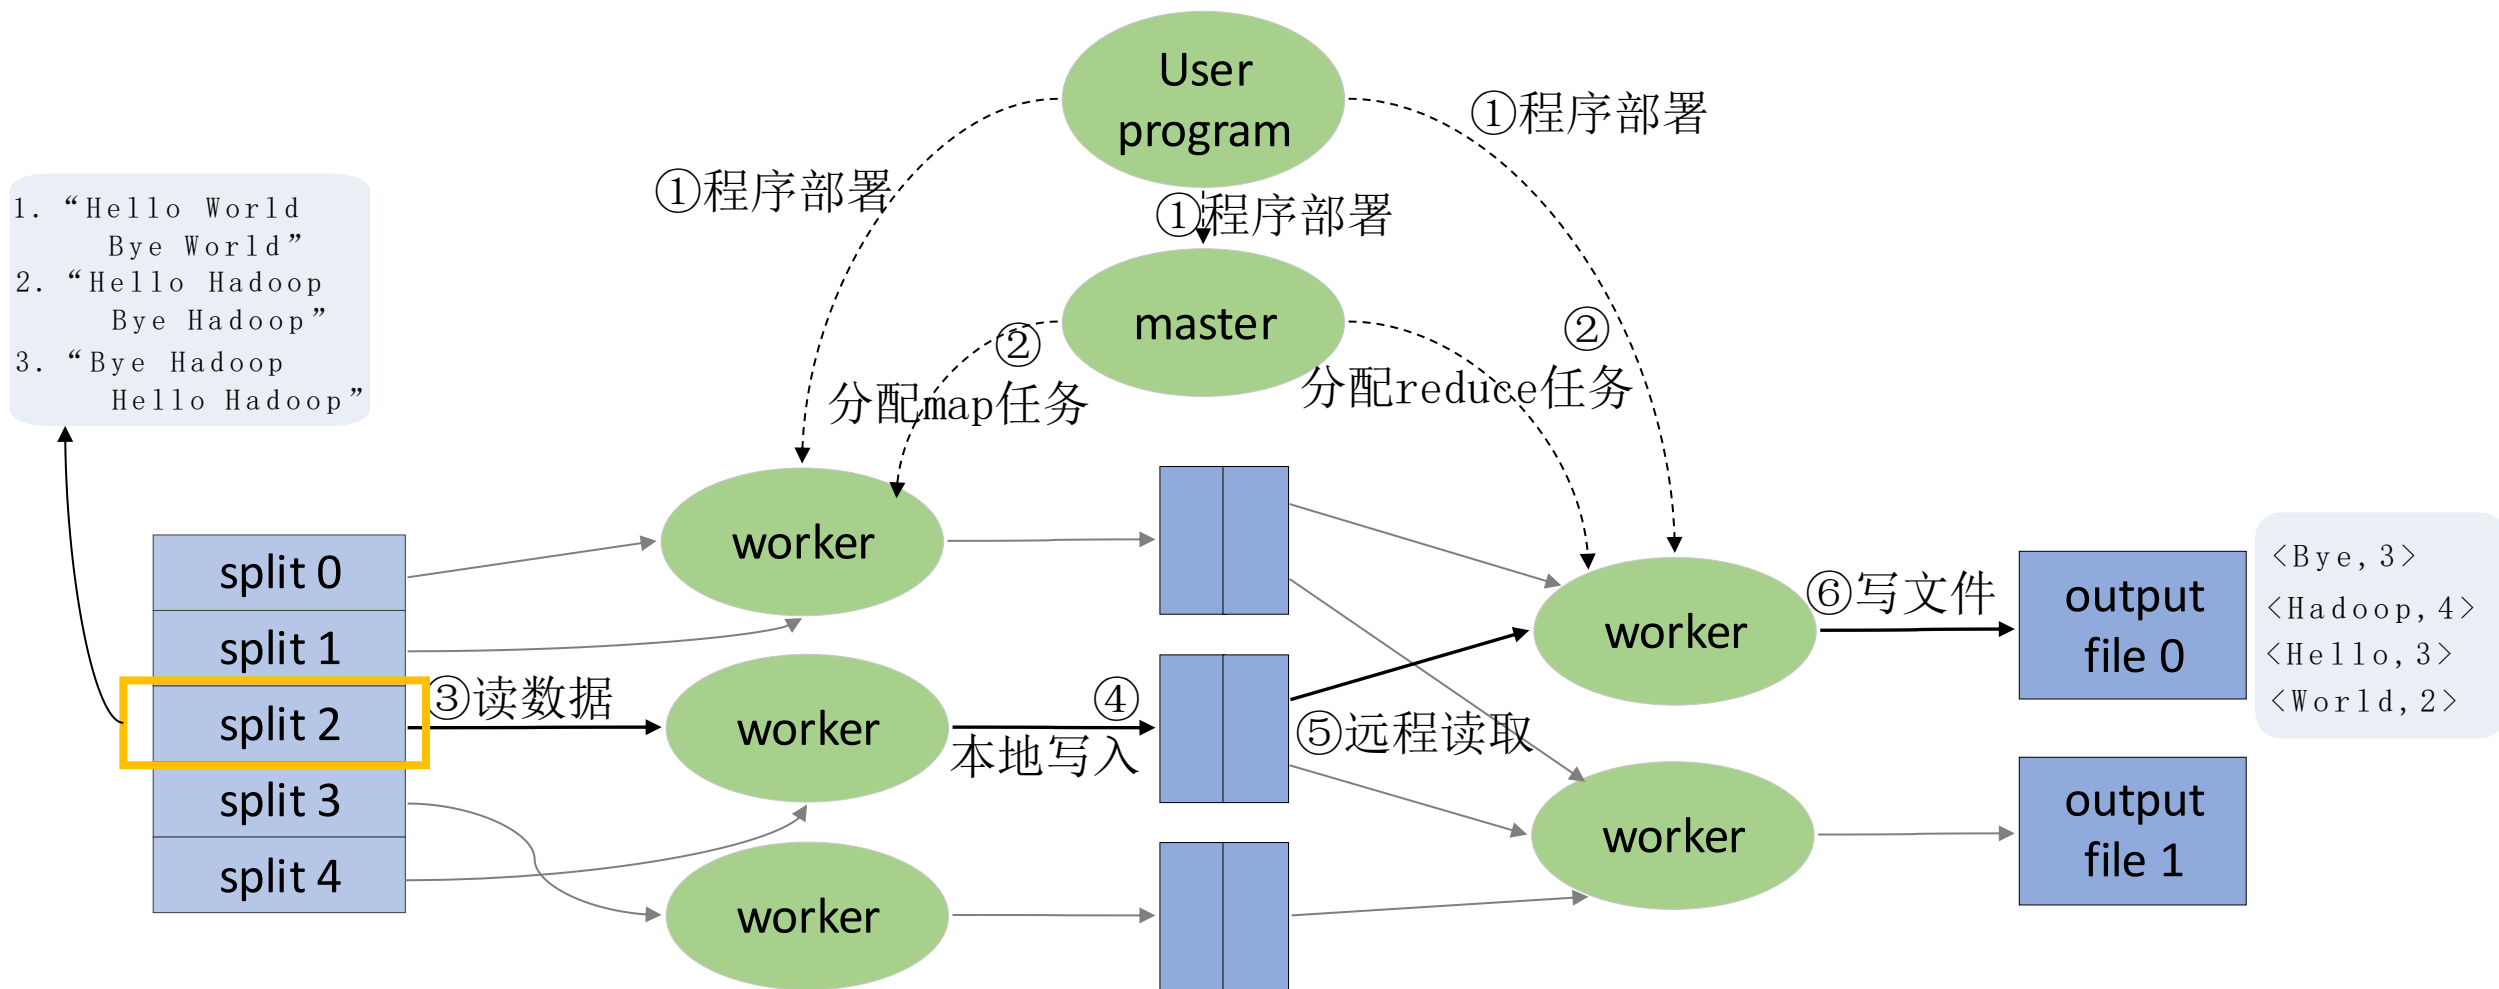 User
program
①程序部署
①程序部署
①程序部署
1. “Hello World
Bye World”
2. “Hello Hadoop
Bye Hadoop”
3. “Bye Hadoop
Hello Hadoop”
master
②
分配map任务
②
分配reduce任务
split 0
split 1
split 2
split 3
split 4
③读数据
worker
worker
worker
④
本地写入
⑤远程读取
worker
worker
⑥写文件
output
file 0
output
file 1
<Bye,3>
<Hadoop,4>
<Hello,3>
<World,2>